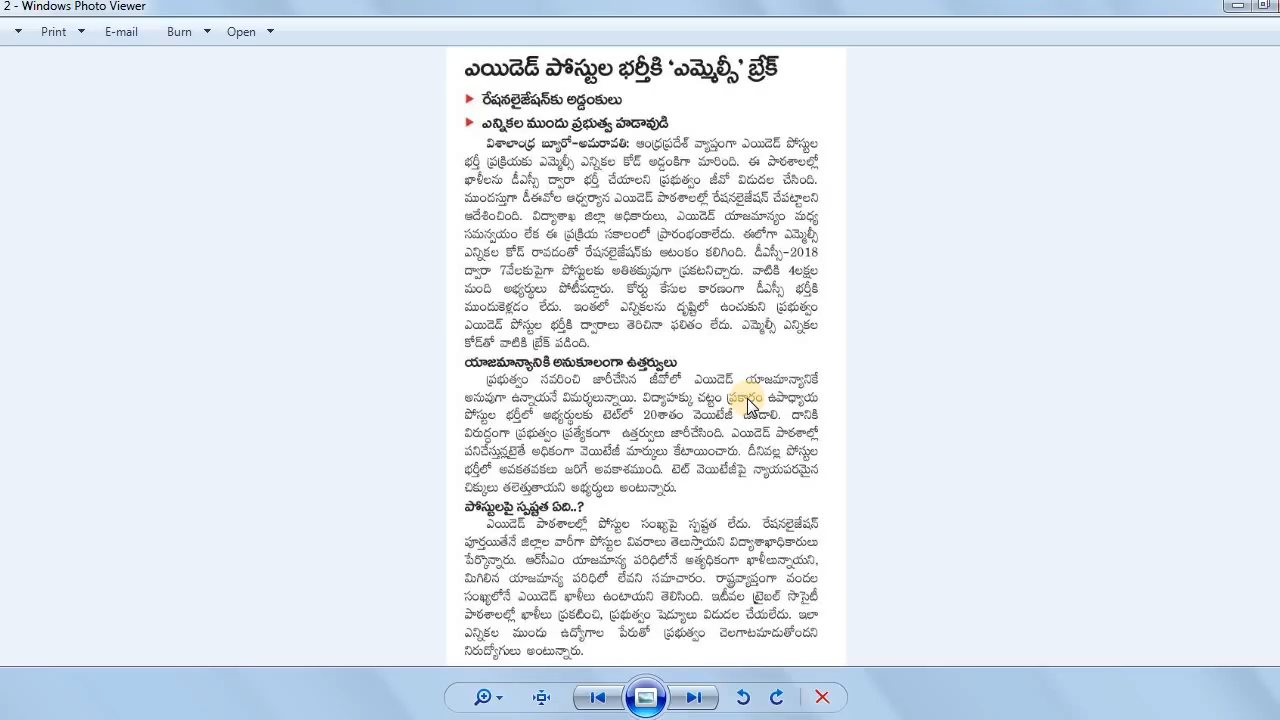 2 - Windows Photo Viewer
Print E-mail Burn Open
ఎయిడెడ్ పోస్టుల భర్తీకి ‘ఎమ్మెల్సీ’ బ్రేక్
రేషనలైజేషన్‌కు అడ్డంకులు
ఎన్నికల ముందు ప్రభుత్వ హడావుడి
విశాలాంధ్ర బ్యూరో-అమరావతి: ఆంధ్రప్రదేశ్ వ్యాప్తంగా ఎయిడెడ్ పోస్టుల
భర్తీ ప్రక్రియకు ఎమ్మెల్సీ ఎన్నికల కోడ్ అడ్డంకిగా మారింది. ఈ పాఠశాలల్లో
ఖాళీలను డీఎస్సీ ద్వారా భర్తీ చేయాలని ప్రభుత్వం జీవో విడుదల చేసింది.
ముందస్తుగా డీఈవోల ఆధ్వర్యాన ఎయిడెడ్ పాఠశాలల్లో రేషనలైజేషన్ చేపట్టాలని
ఆదేశించింది. విద్యాశాఖ జిల్లా అధికారులు, ఎయిడెడ్ యాజమాన్యం మధ్య
సమన్వయం లేక ఈ ప్రక్రియ సకాలంలో ప్రారంభంకాలేదు. ఈలోగా ఎమ్మెల్సీ
ఎన్నికల కోడ్ రావడంతో రేషనలైజేషన్‌కు ఆటంకం కలిగింది. డీఎస్సీ-2018
ద్వారా 7వేలకుపైగా పోస్టులకు అతితక్కువుగా ప్రకటనిచ్చారు. వాటికి 4లక్షల
మంది అభ్యర్థులు పోటీపడ్డారు. కోర్టు కేసుల కారణంగా డీఎస్సీ భర్తీకి
ముందుకెళ్లడం లేదు. ఇంతలో ఎన్నికలను దృష్టిలో ఉంచుకుని ప్రభుత్వం
ఎయిడెడ్ పోస్టుల భర్తీకి ద్వారాలు తెరిచినా ఫలితం లేదు. ఎమ్మెల్సీ ఎన్నికల
కోడ్‌తో వాటికి బ్రేక్ పడింది.
యాజమాన్యానికి అనుకూలంగా ఉత్తర్వులు
ప్రభుత్వం సవరించి జారీచేసిన జీవోలో ఎయిడెడ్ యాజమాన్యానికే
అనువుగా ఉన్నాయనే విమర్శలున్నాయి. విద్యాహక్కు చట్టం ప్రకారం ఉపాధ్యాయ
పోస్టుల భర్తీలో అభ్యర్థులకు టెట్‌లో 20శాతం వెయిటేజీ ఉండాలి. దానికి
విరుద్ధంగా ప్రభుత్వం ప్రత్యేకంగా ఉత్తర్వులు జారీచేసింది. ఎయిడెడ్ పాఠశాల్లో
పనిచేస్తున్నట్లైతే అధికంగా వెయిటేజీ మార్కులు కేటాయించారు. దీనివల్ల పోస్టుల
భర్తీలో అవకతవకలు జరిగే అవకాశముంది. టెట్ వెయిటేజీపై న్యాయపరమైన
చిక్కులు తలెత్తుతాయని అభ్యర్థులు అంటున్నారు.
పోస్టులపై స్పష్టత ఏది..?
ఎయిడెడ్ పాఠశాలల్లో పోస్టుల సంఖ్యపై స్పష్టత లేదు. రేషనలైజేషన్
పూర్తయితేనే జిల్లాల వారీగా పోస్టుల వివరాలు తెలుస్తాయని విద్యాశాఖాధికారులు
పేర్కొన్నారు. ఆర్‌సీఎం యాజమాన్య పరిధిలోనే అత్యధికంగా ఖాళీలున్నాయని,
మిగిలిన యాజమాన్య పరిధిలో లేవని సమాచారం. రాష్ట్రవ్యాప్తంగా వందల
సంఖ్యలోనే ఎయిడెడ్ ఖాళీలు ఉంటాయని తెలిసింది. ఇటీవల ట్రైబల్ సొసైటీ
పాఠశాలల్లో ఖాళీలు ప్రకటించి, ప్రభుత్వం షెడ్యూలు విడుదల చేయలేదు. ఇలా
ఎన్నికల ముందు ఉద్యోగాల పేరుతో ప్రభుత్వం చెలగాటమాడుతోందని
నిరుద్యోగులు అంటున్నారు.